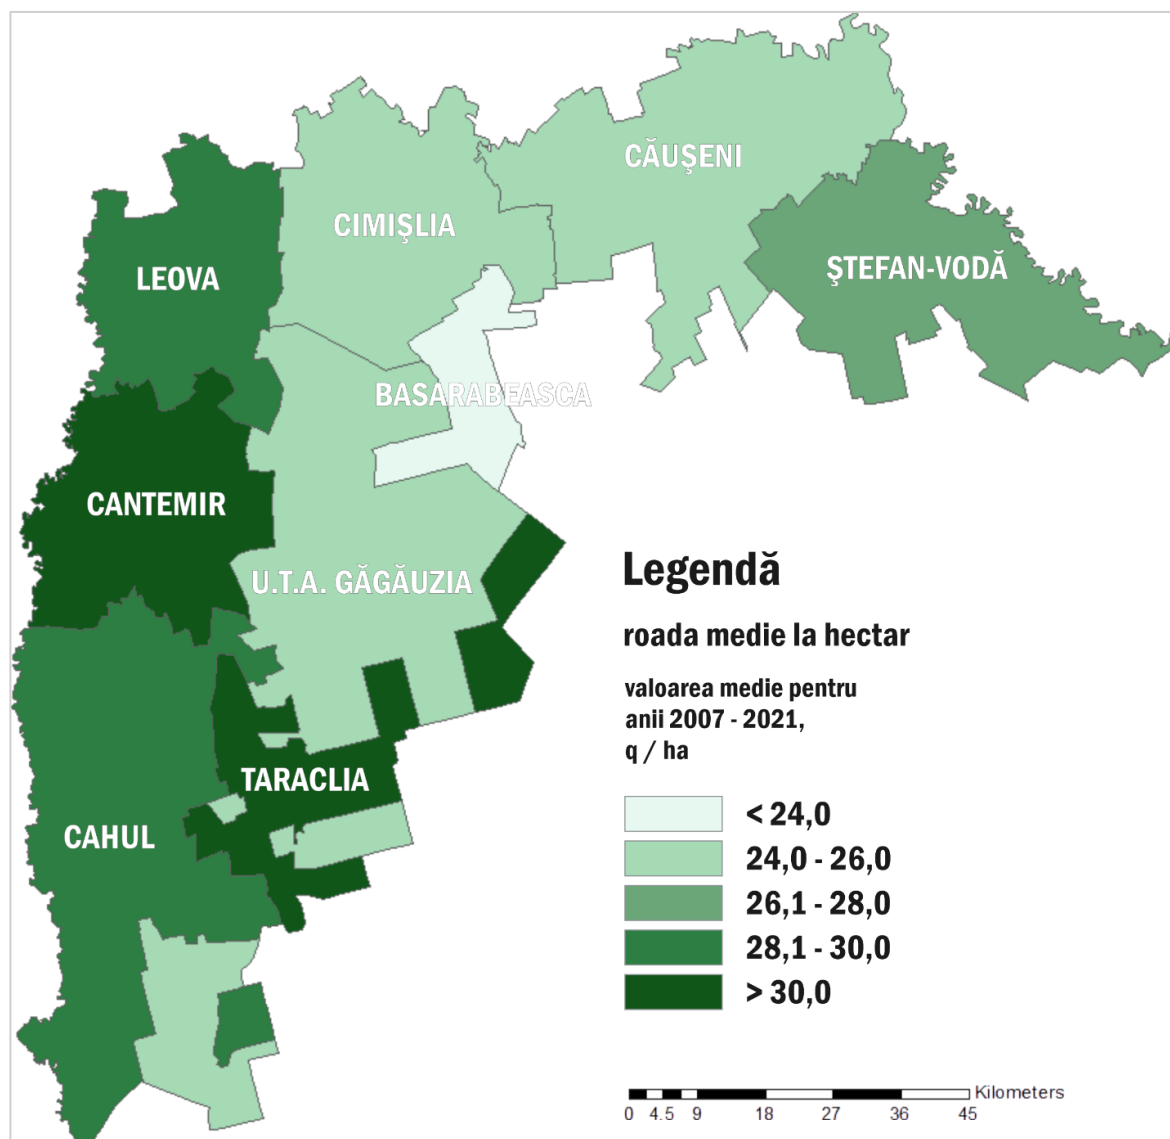 CĂUŞENI
CIMIŞLIA
ŞTEFAN-VODĂ
LEOVA
BASARABEASCA
CANTEMIR
U.T.A. GĂGĂUZIA
TARACLIA
CAHUL
Legendă
roada medie la hectar
valoarea medie pentru
anii 2007 - 2021,
q / ha
< 24,0
24,0 - 26,0
26,1 - 28,0
28,1 - 30,0
> 30,0
Kilometers
0 4.5 9 18 27 36 45